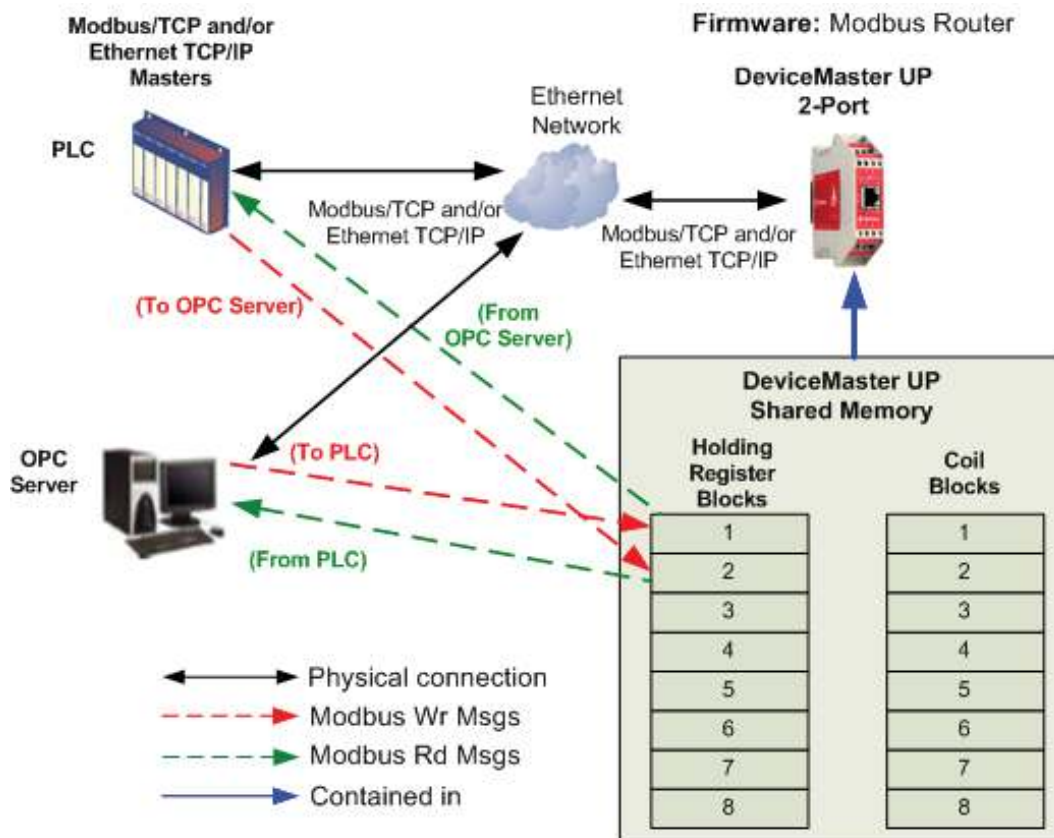 Modbus/TCP and/or
Ethernet TCP/IP
Masters
Firmware: Modbus Router
DeviceMaster UP
2-Port
Ethernet
Network
PLC
Modbus/TCP and/or
Ethernet TCP/IP
Modbus/TCP and/or
Ethernet TCP/IP
(To OPC Server)
(From
OPC Server)
DeviceMaster UP
Shared Memory
OPC
Server
(To PLC)
(From PLC)
Holding
Register
Blocks
1
2
3
4
5
6
7
8
Coil
Blocks
1
2
3
4
5
6
7
8
Physical connection
Modbus Wr Msgs
Modbus Rd Msgs
Contained in